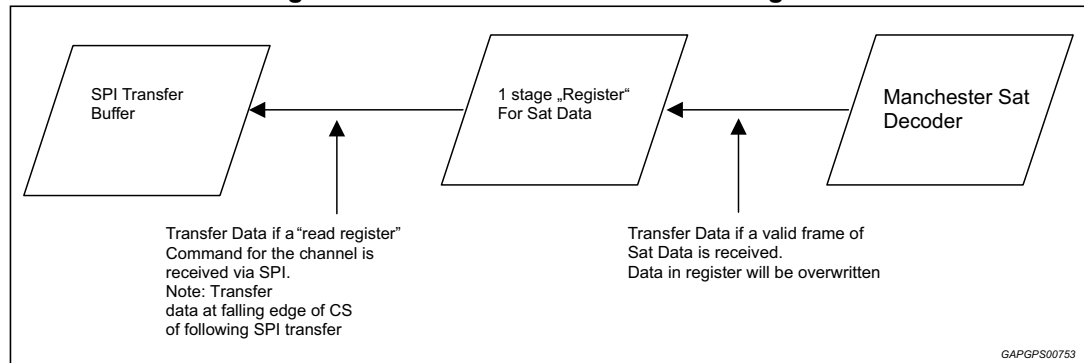 SPI Transfer
Buffer
1 stage „Register“
For Sat Data
Manchester Sat
Decoder
Transfer Data if a “read register”
Command for the channel is
received via SPI.
Note: Transfer
data at falling edge of CS
of following SPI transfer
Transfer Data if a valid frame of
Sat Data is received.
Data in register will be overwritten
GAPGPS00753